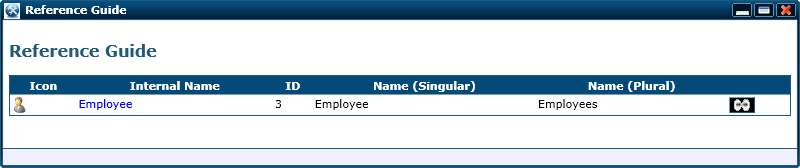 Reference Guide
Reference Guide
Icon Internal Name ID Name (Singular) Name (Plural)
Employee 3 Employee Employees